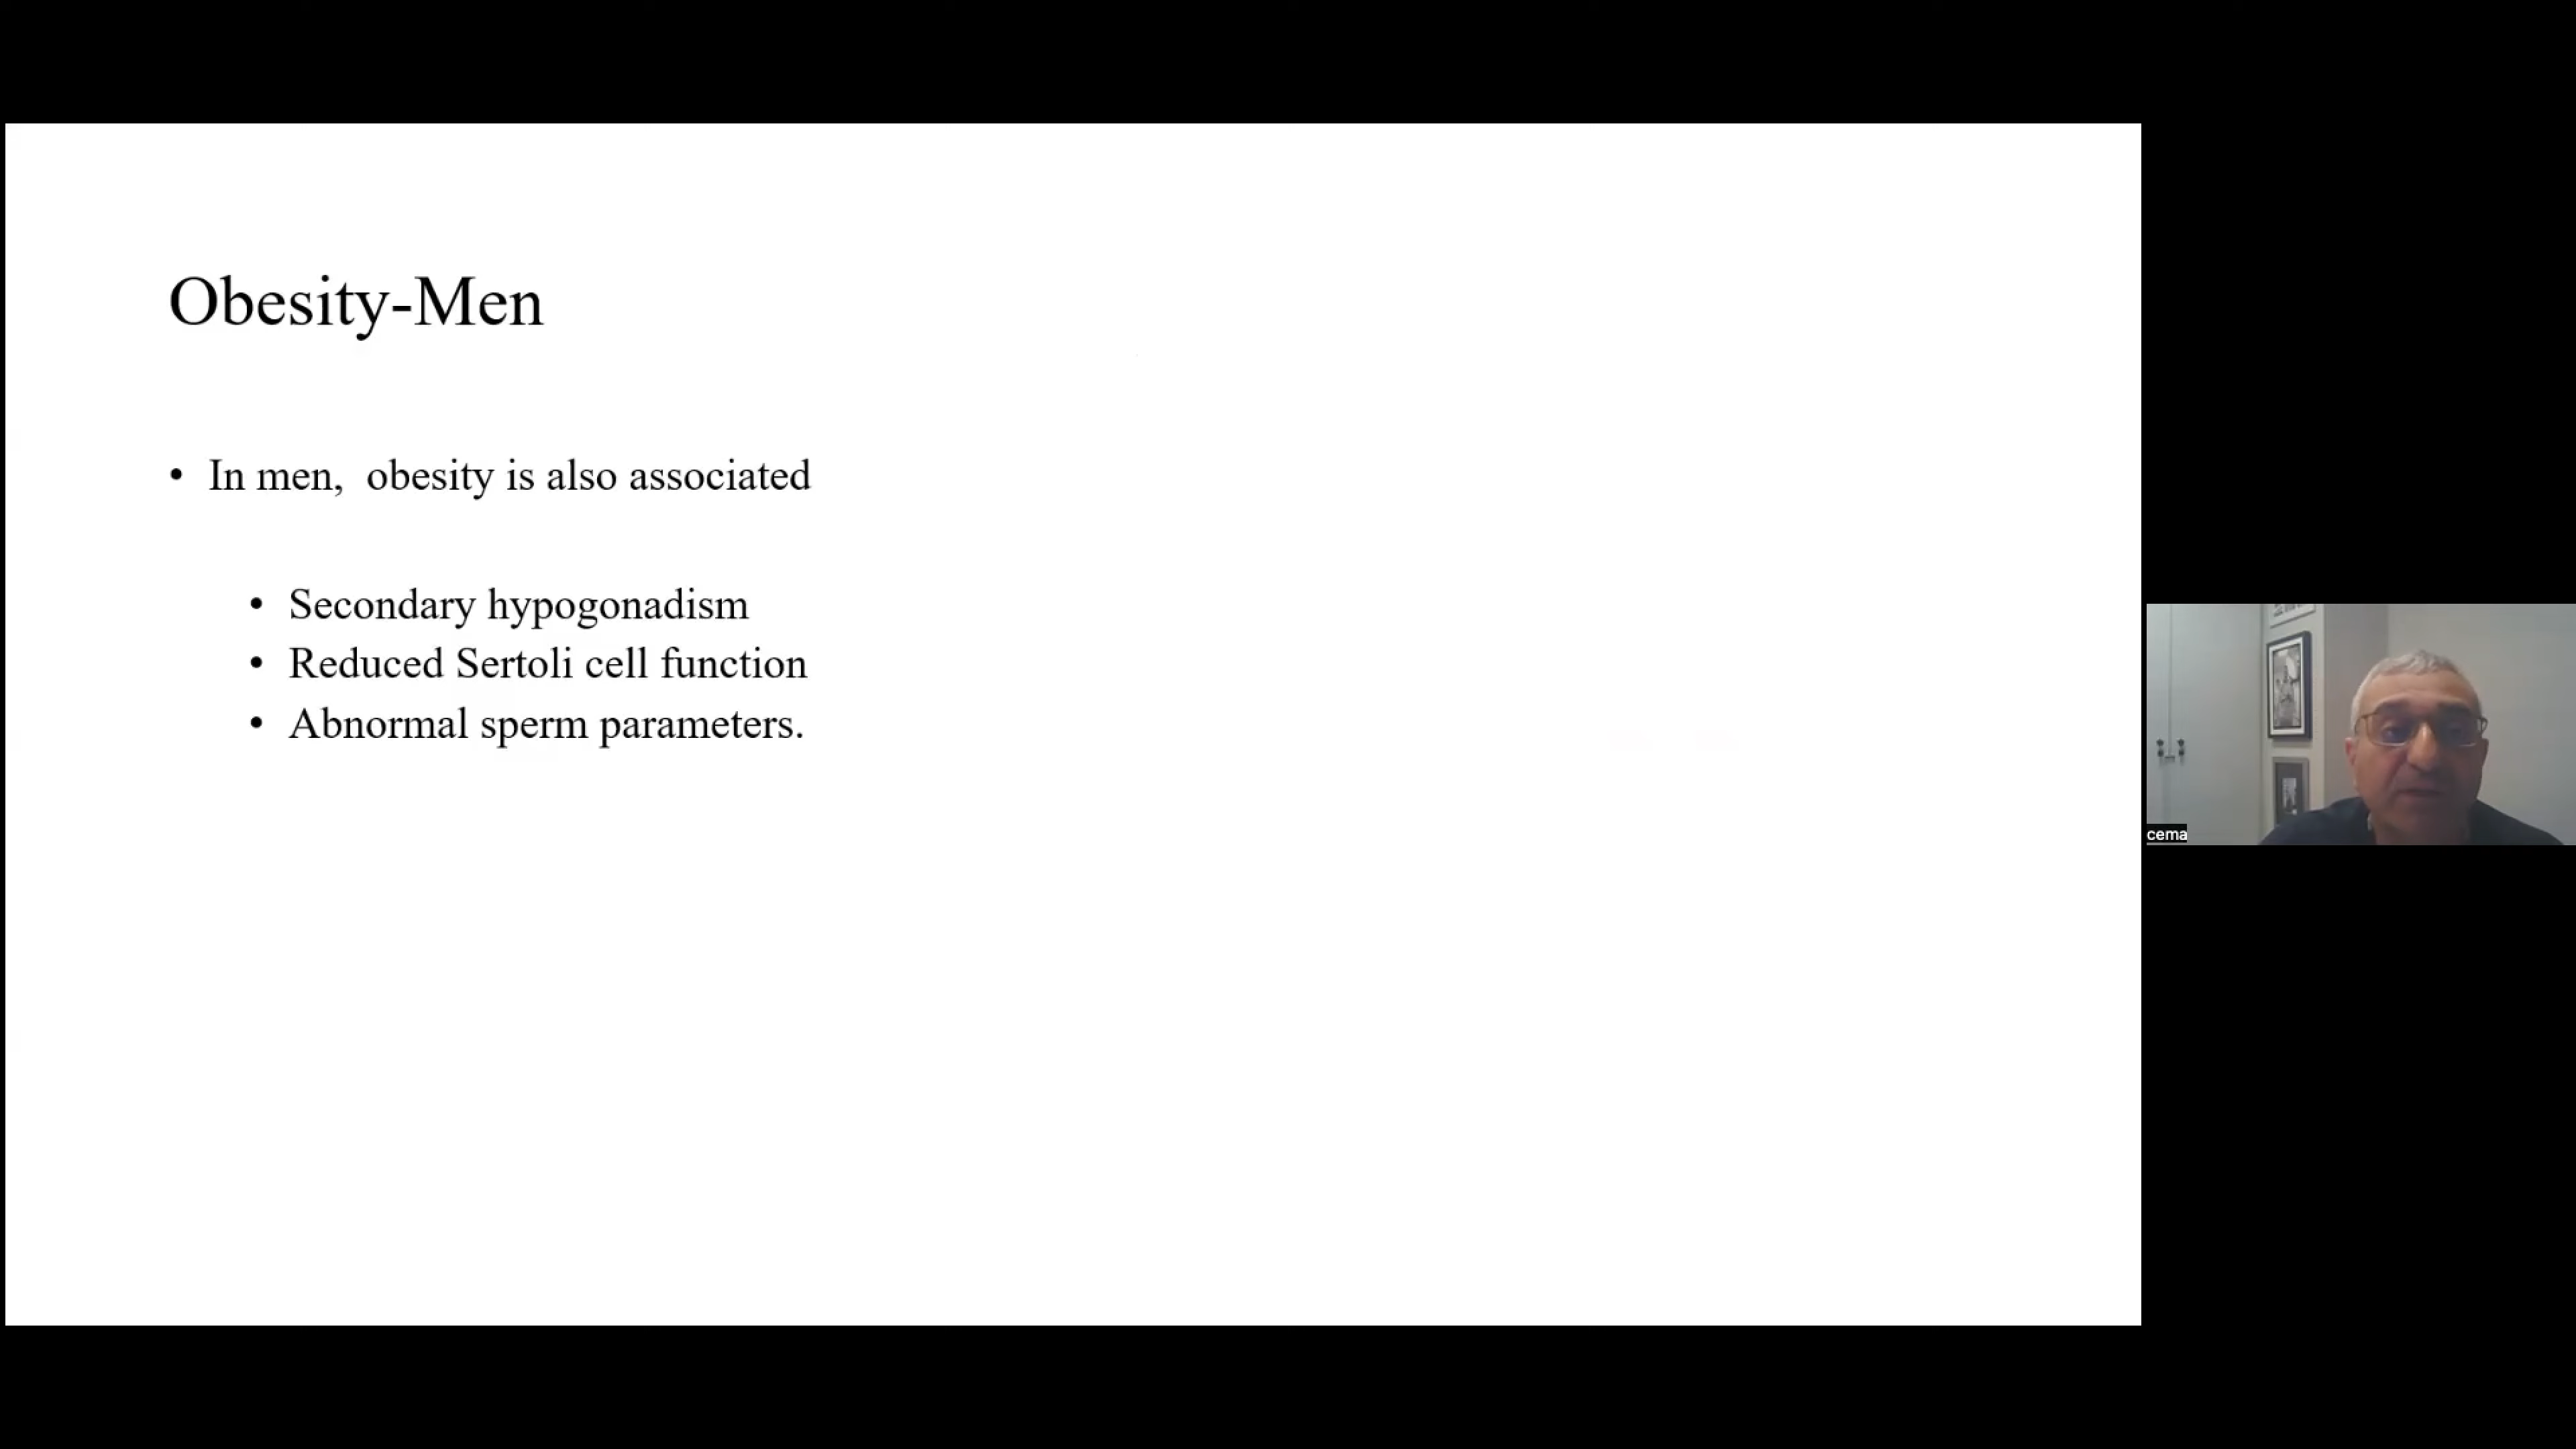 Obesity-Men
• In men,  obesity is also associated
• Secondary hypogonadism
• Reduced Sertoli cell function
• Abnormal sperm parameters.
cema